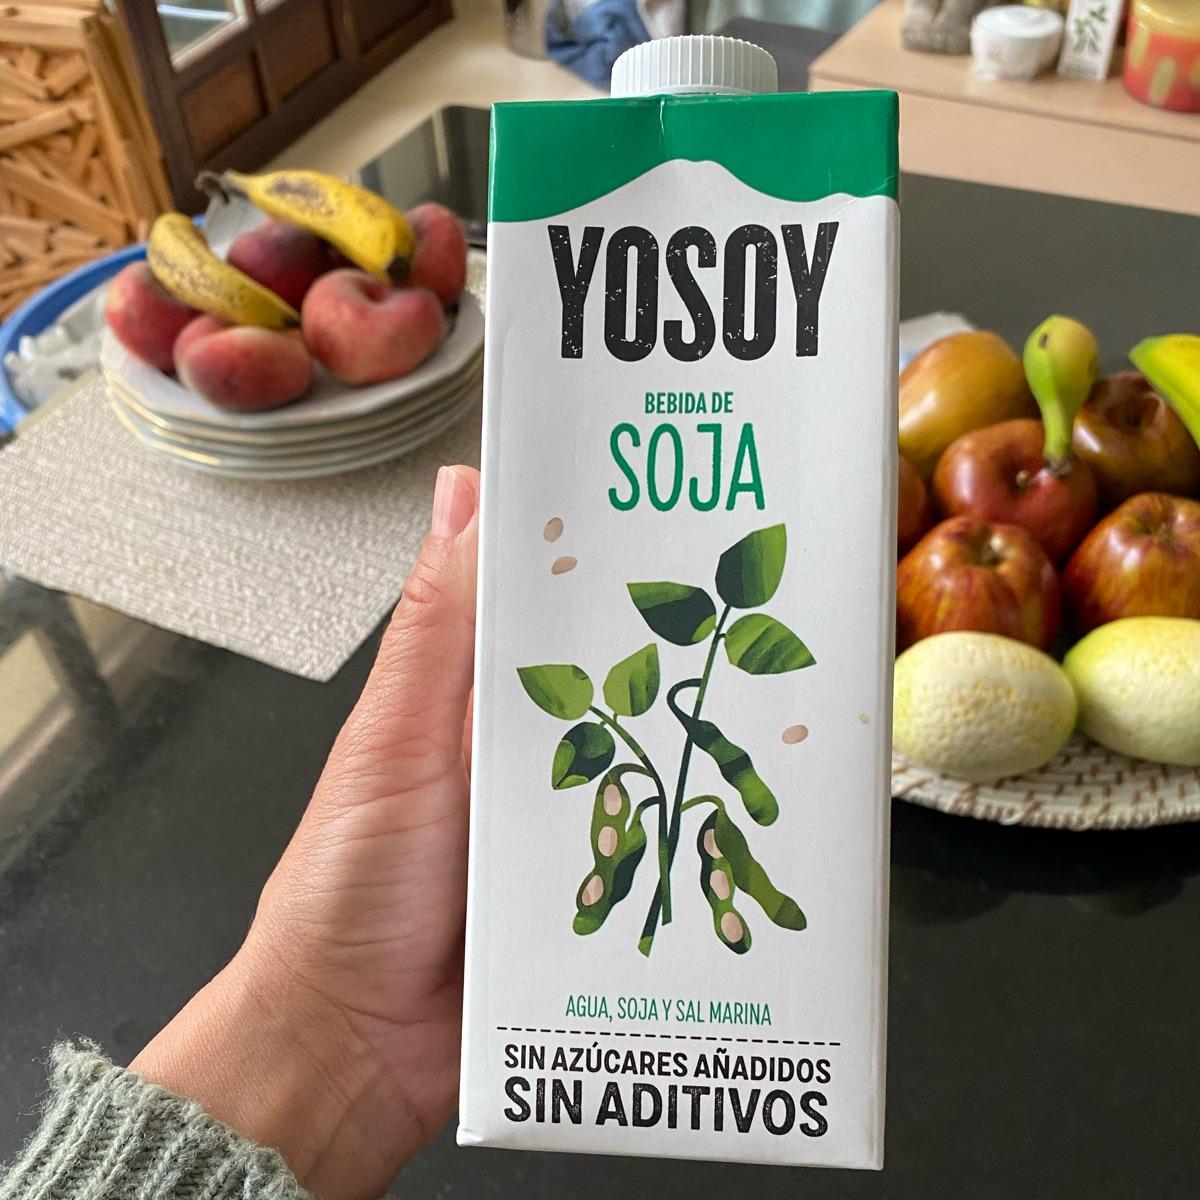 YOSOY
BEBIDA DE
SOJA
AGUA, SOJA Y SAL MARINA
SIN AZÚCARES AÑADIDOS
SIN ADITIVOS